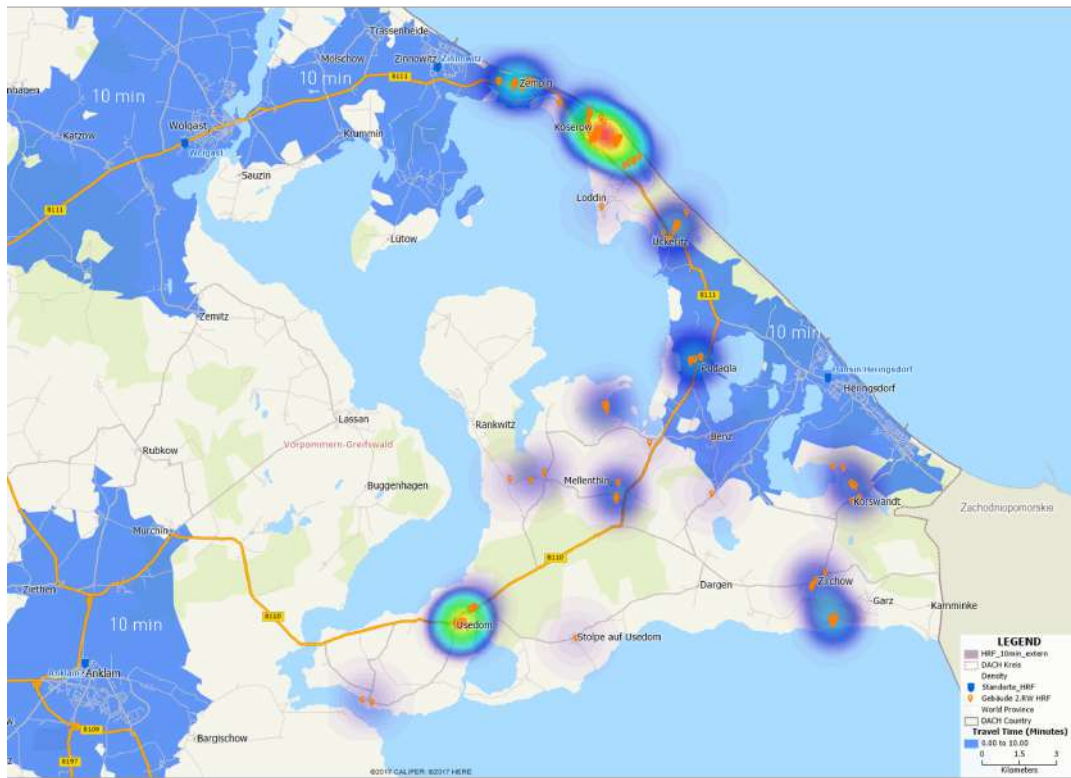 Trassenheide
Molschow
Zinnowitz
Zinnowitz
10 min
B111
Zempin
Katzow
Wolgast
Wolgast
Krummin
Koserow
Sauzin
Loddin
B111
Lütow
Ückeritz
B111
Zemitz
10 min
Pudagla
Hansin Heringsdorf
Heringsdorf
Lassan
Rankwitz
Benz
Vorpommern-Greifswald
Rubkow
Buggenhagen
Mellenthin
Korswandt
Zachodniopomorskie
Murchin
B110
Ziethen
Dargen
Zirchow
Garz
Kamminke
10 min
B110
Usedom
Stolpe auf Usedom
Anklam
Anklam
B109
Bargischow
B197
©2017 CALIPER: ©2017 HERE
LEGEND
HRF_10min_extern
DACH Kreis
Density
Standorte_HRF
Gebäude 2.RW HRF
World Province
DACH Country
Travel Time (Minutes)
0.00 to 10.00
0 1.5 3
Kilometers